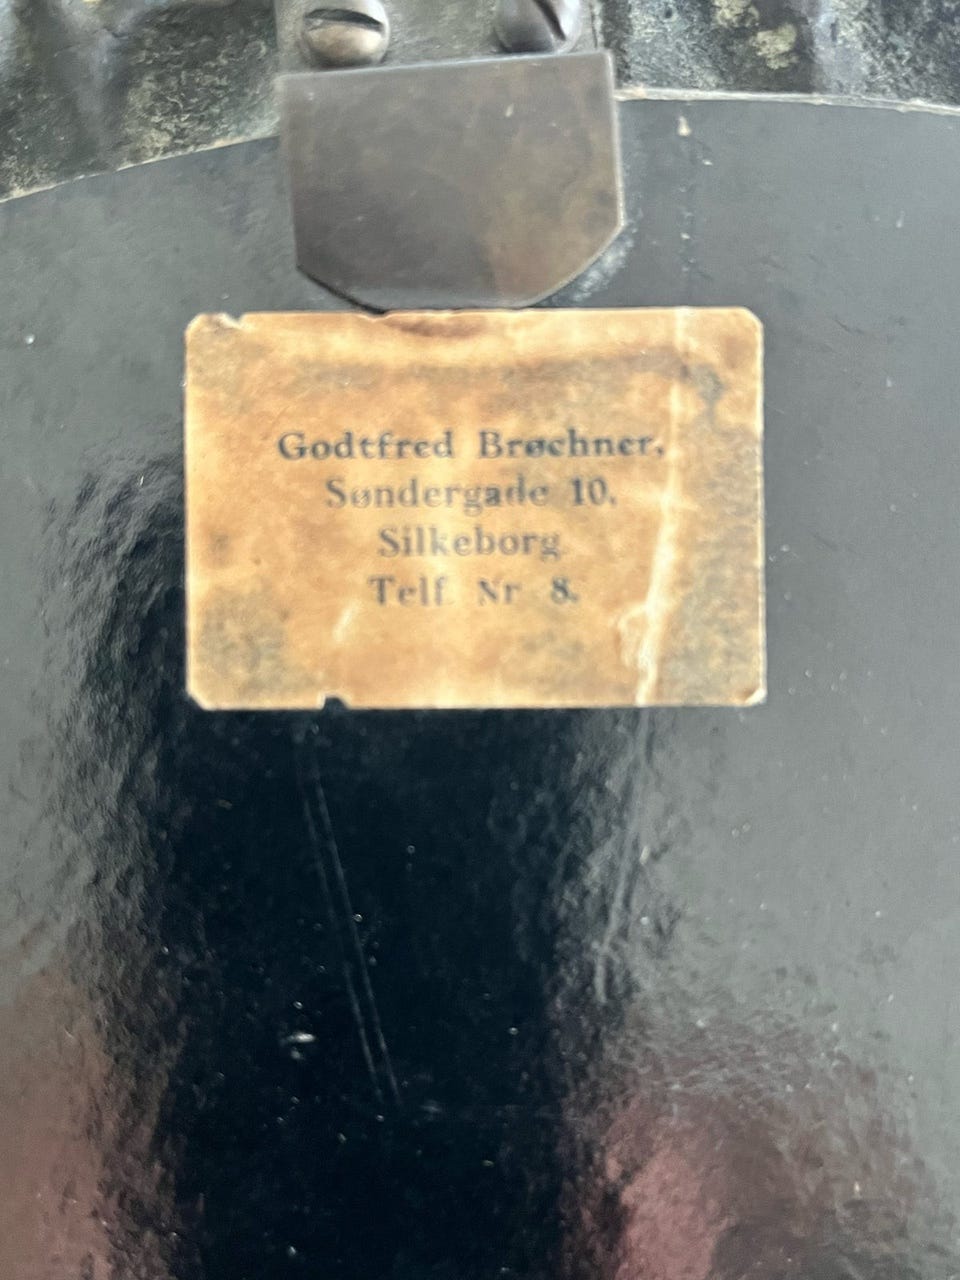 Godtfred Brøchner,
Søndergade 10,
Silkeborg
Telf. Nr 8.